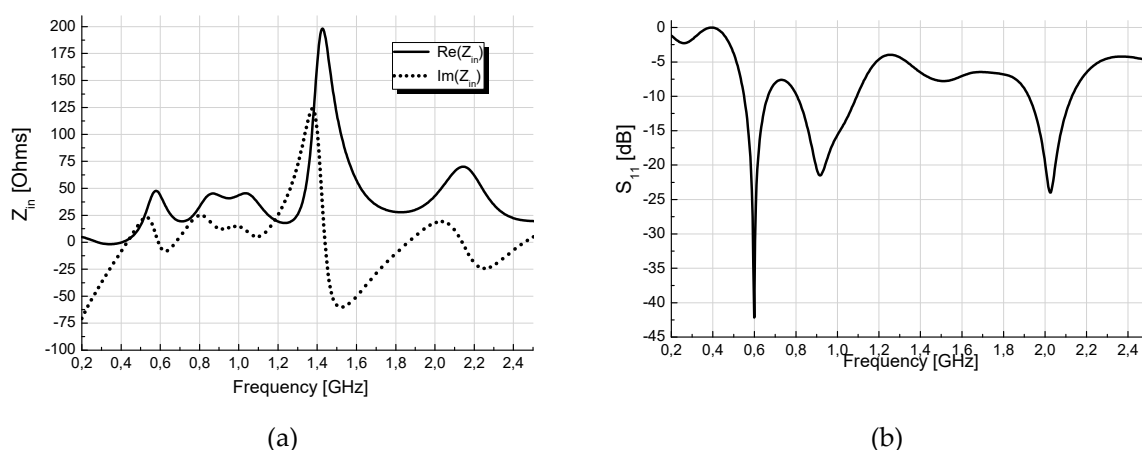 200
175
150
125
100
75
50
25
0
-25
-50
-75
-100
Z_in [Ohms]
Re(Z_in)
Im(Z_in)
0,2 0,4 0,6 0,8 1,0 1,2 1,4 1,6 1,8 2,0 2,2 2,4
Frequency [GHz]
(a)
0
-5
-10
-15
-20
-25
-30
-35
-40
-45
S_11 [dB]
0,2 0,4 0,6 0,8 1,0 1,2 1,4 1,6 1,8 2,0 2,2 2,4
Frequency [GHz]
(b)